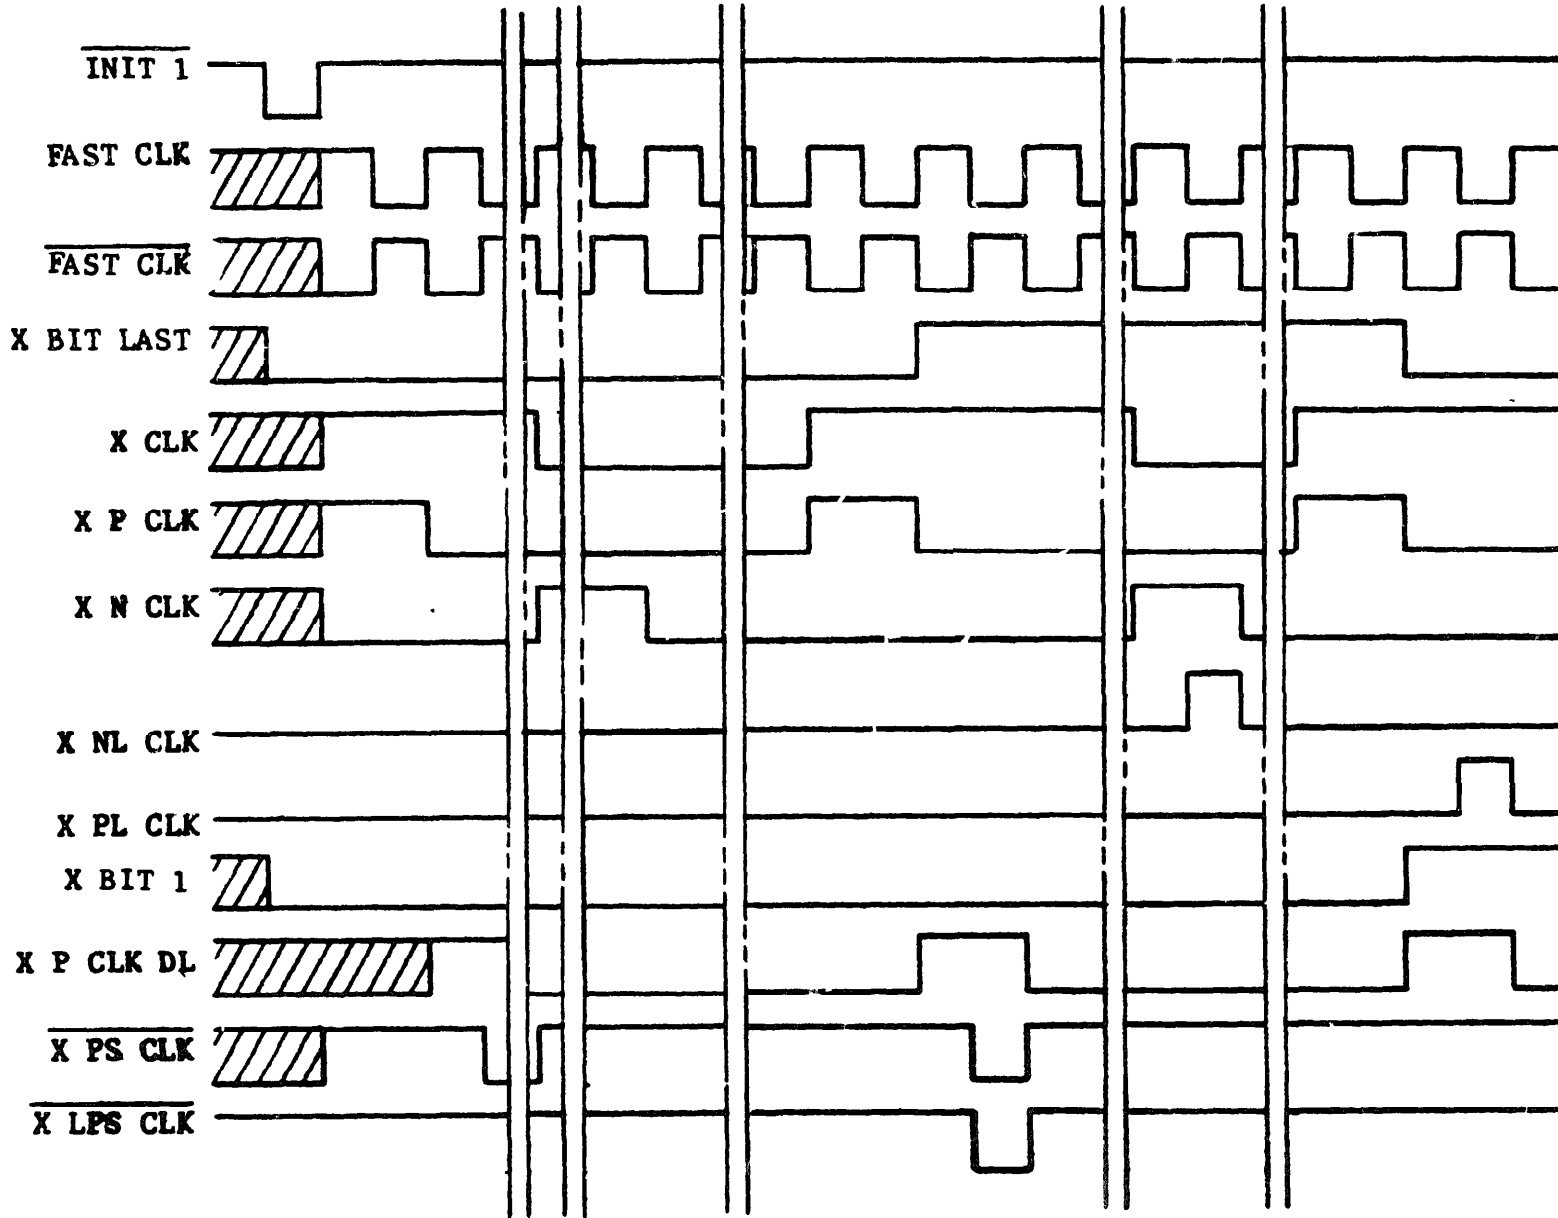 INIT 1
FAST CLK
FAST CLK
X BIT LAST
X CLK
X P CLK
X N CLK
X NL CLK
X PL CLK
X BIT 1
X P CLK DL
X PS CLK
X LPS CLK